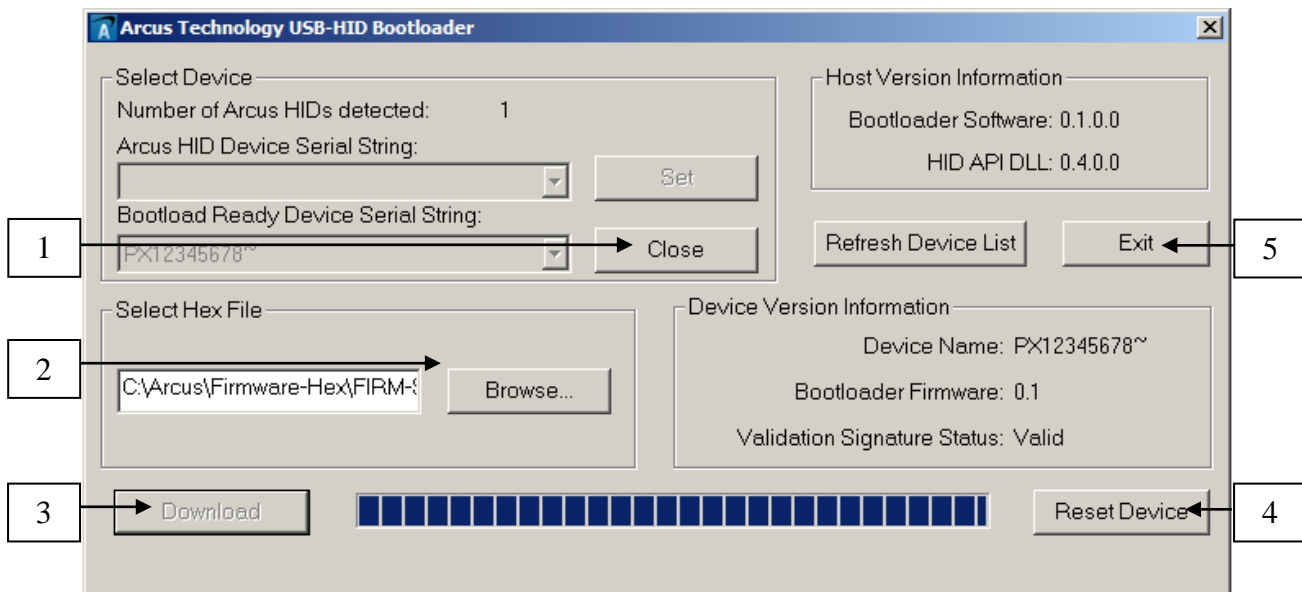 Arcus Technology USB-HID Bootloader
Select Device
Number of Arcus HIDs detected: 1
Arcus HID Device Serial String:
Set
Bootload Ready Device Serial String:
PX12345678~
Close
Host Version Information
Bootloader Software: 0.1.0.0
HID API DLL: 0.4.0.0
Refresh Device List
Exit
Select Hex File
C:\Arcus\Firmware-Hex\FIRM-S
Browse...
Device Version Information
Device Name: PX12345678~
Bootloader Firmware: 0.1
Validation Signature Status: Valid
Download
Reset Device
1
2
3
4
5